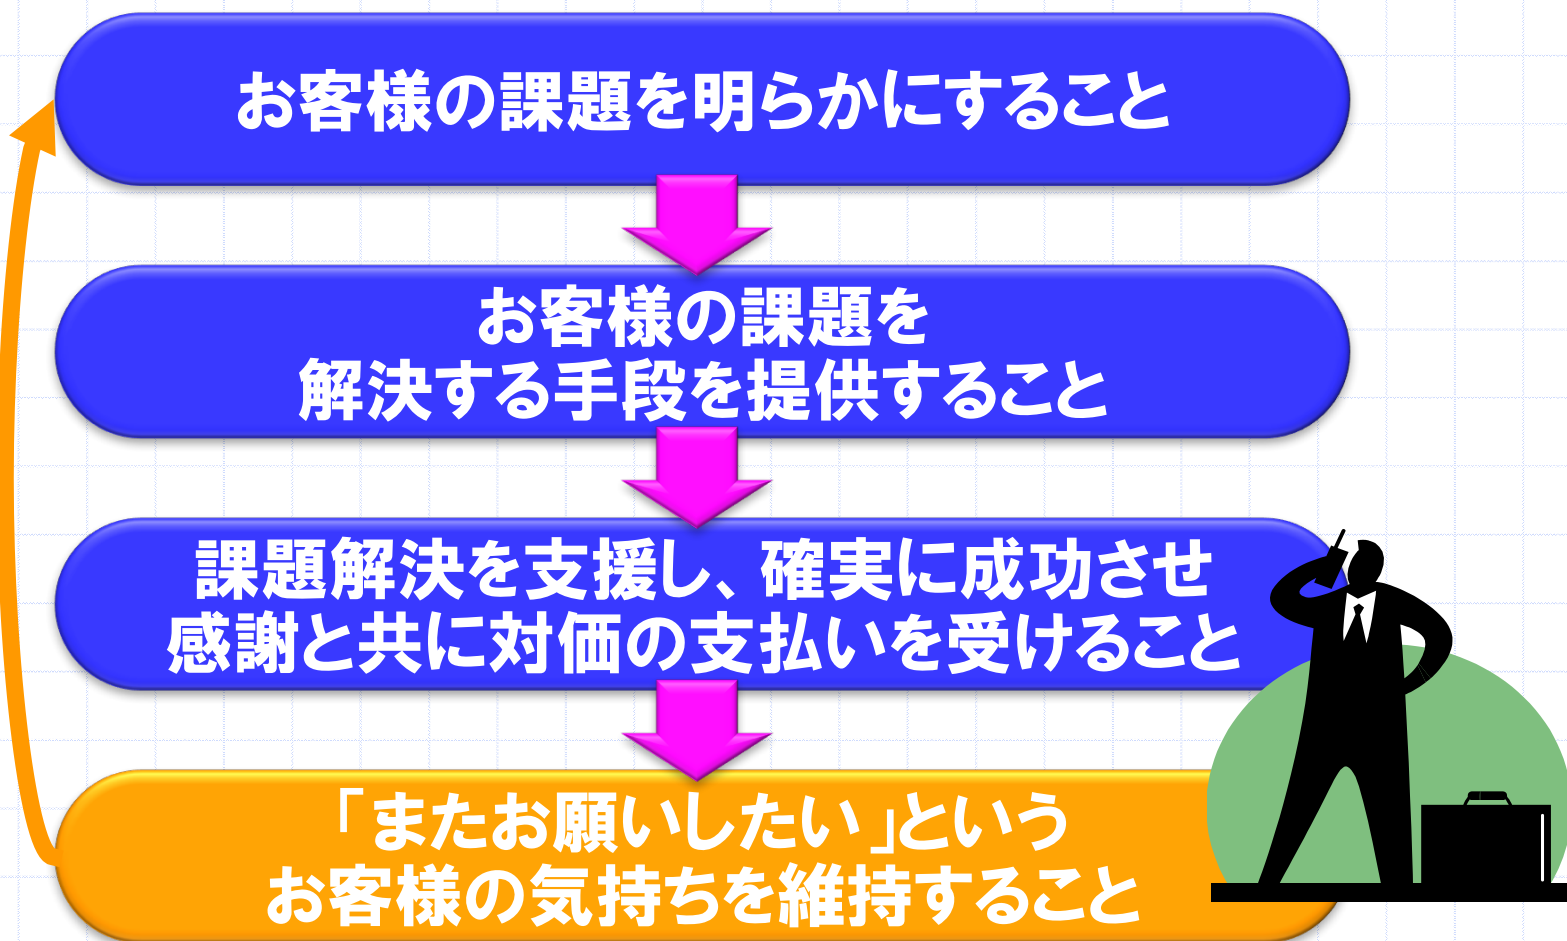 お客様の課題を明らかにすること
お客様の課題を
解決する手段を提供すること
課題解決を支援し、確実に成功させ
感謝と共に対価の支払いを受けること
「またお願いしたい」という
お客様の気持ちを維持すること